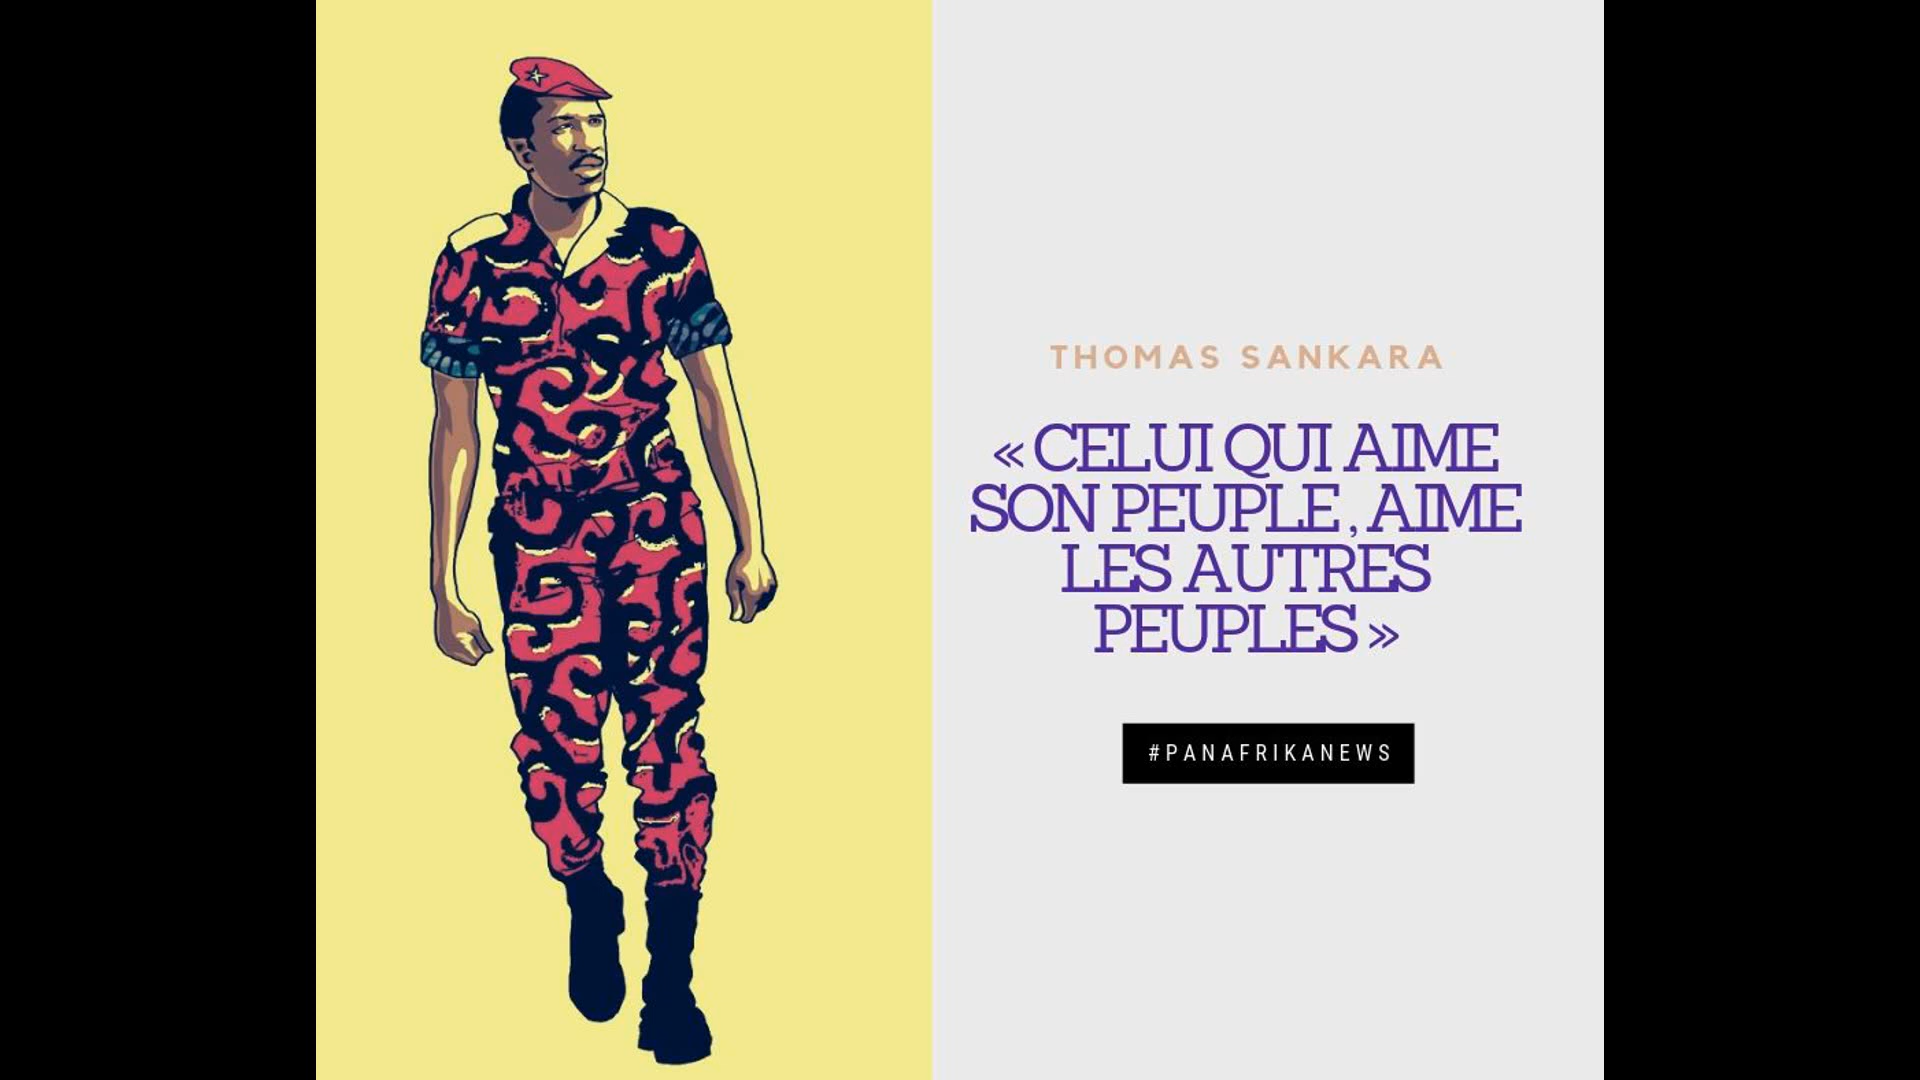 THOMAS SANKARA
« CELUI QUI AIME
SON PEUPLE , AIME
LES AUTRES
PEUPLES »
#PANAFRIKANEWS